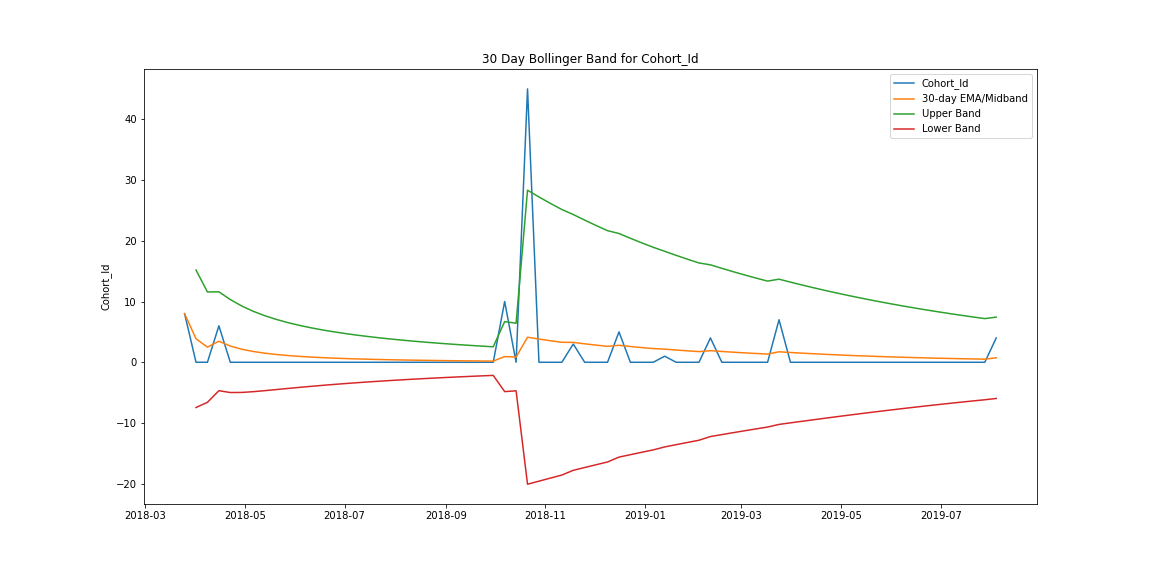 30 Day Bollinger Band for Cohort_Id
Cohort_Id
30-day EMA/Midband
Upper Band
Lower Band
Cohort_Id
40
30
20
10
0
−10
−20
2018-03
2018-05
2018-07
2018-09
2018-11
2019-01
2019-03
2019-05
2019-07